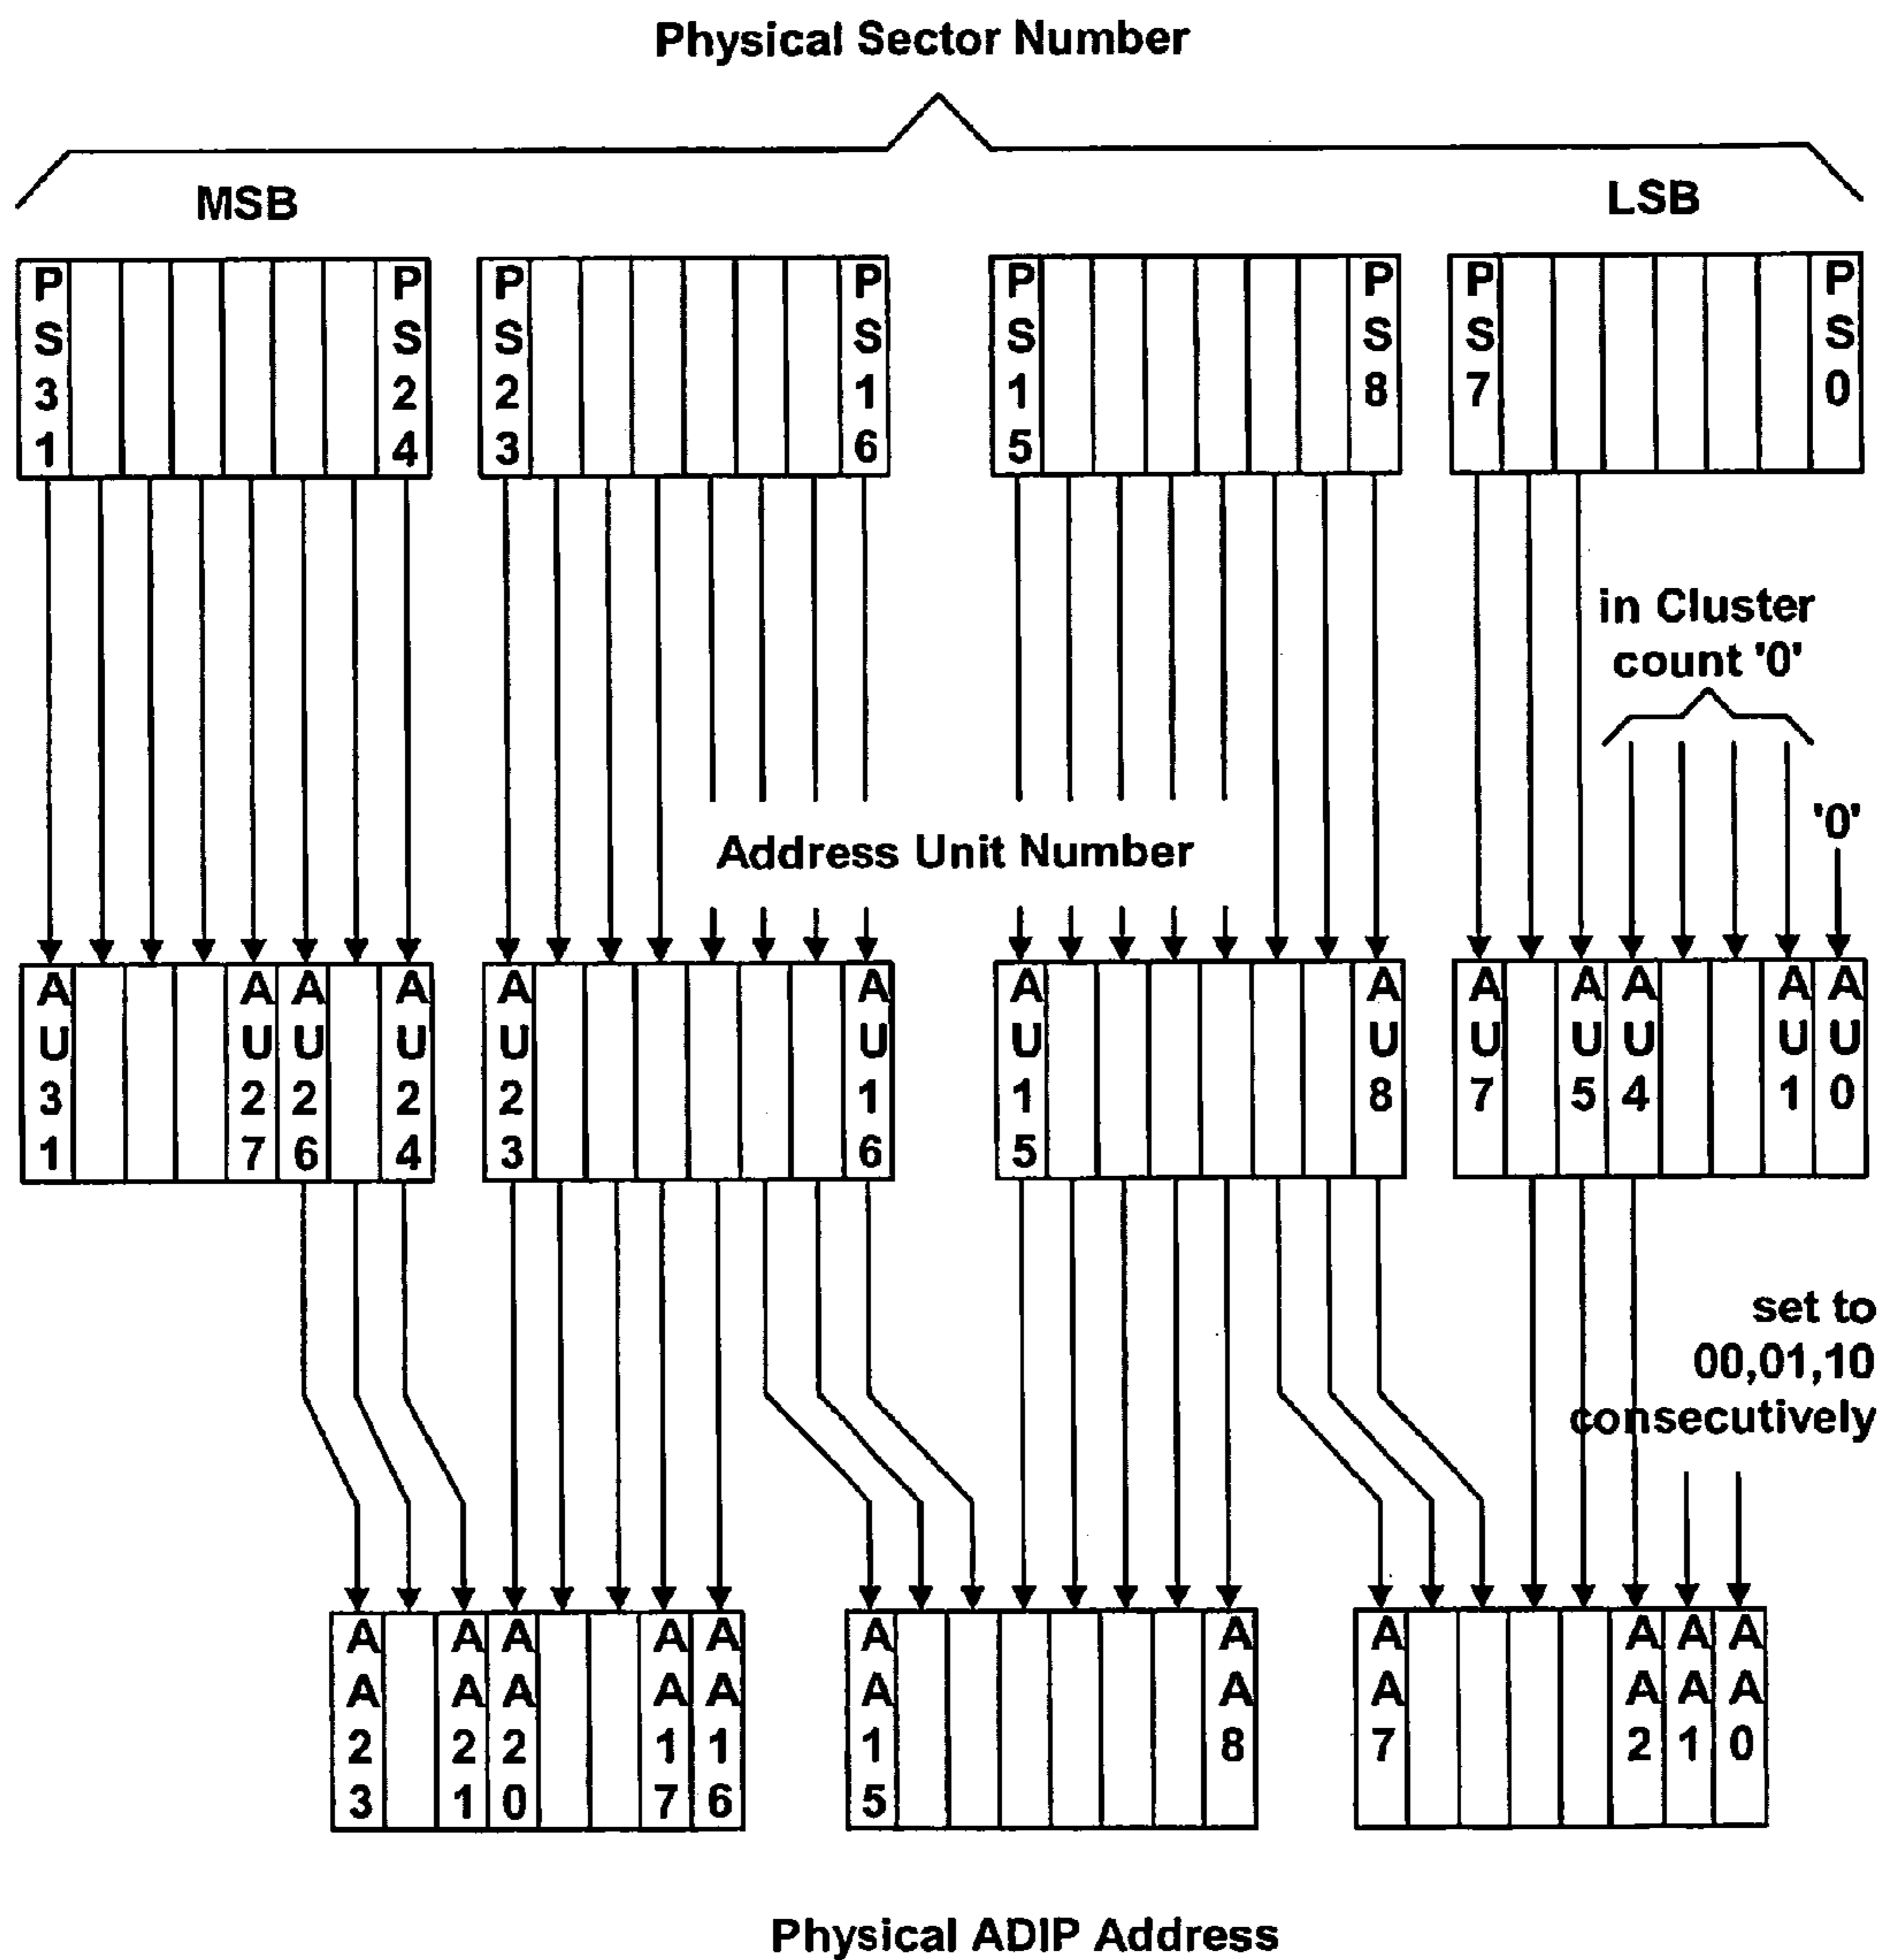 Physical Sector Number
MSB
LSB
PS31
PS24
PS23
PS16
PS15
PS8
PS7
PS0
in Cluster
count '0'
'0'
Address Unit Number
AU31
AU27
AU26
AU24
AU23
AU16
AU15
AU8
AU7
AU5
AU4
AU1
AU0
set to
00,01,10
consecutively
AA23
AA21
AA20
AA17
AA16
AA15
AA8
AA7
AA2
AA1
AA0
Physical ADIP Address